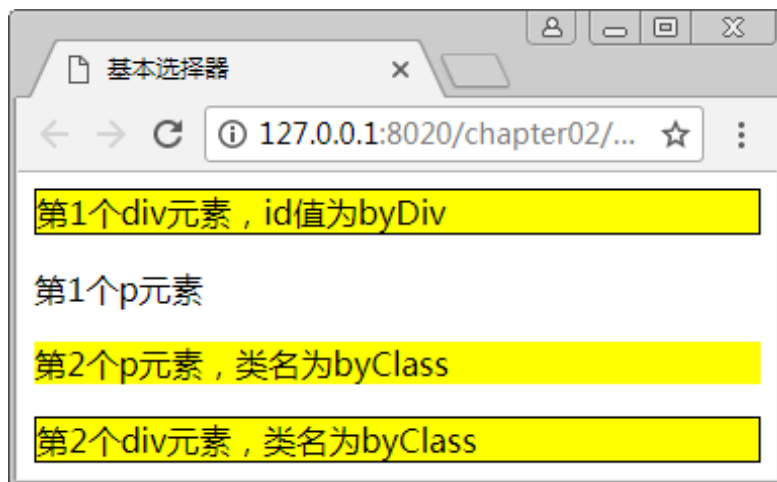 基本选择器
127.0.0.1:8020/chapter02/...
第1个div元素，id值为byDiv
第1个p元素
第2个p元素，类名为byClass
第2个div元素，类名为byClass